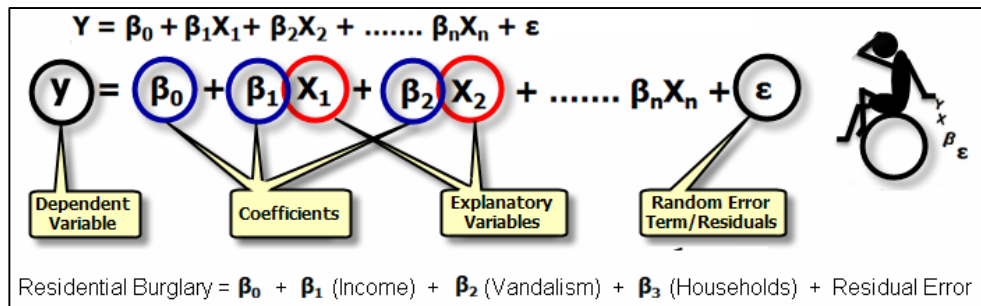 Y = β₀ + β₁X₁ + β₂X₂ + ....... βₙXₙ + ε
y = β₀ + β₁ X₁ + β₂ X₂ + ....... βₙXₙ + ε
Y
X
β
ε
Dependent
Variable
Coefficients
Explanatory
Variables
Random Error
Term/Residuals
Residential Burglary = β₀ + β₁ (Income) + β₂ (Vandalism) + β₃ (Households) + Residual Error